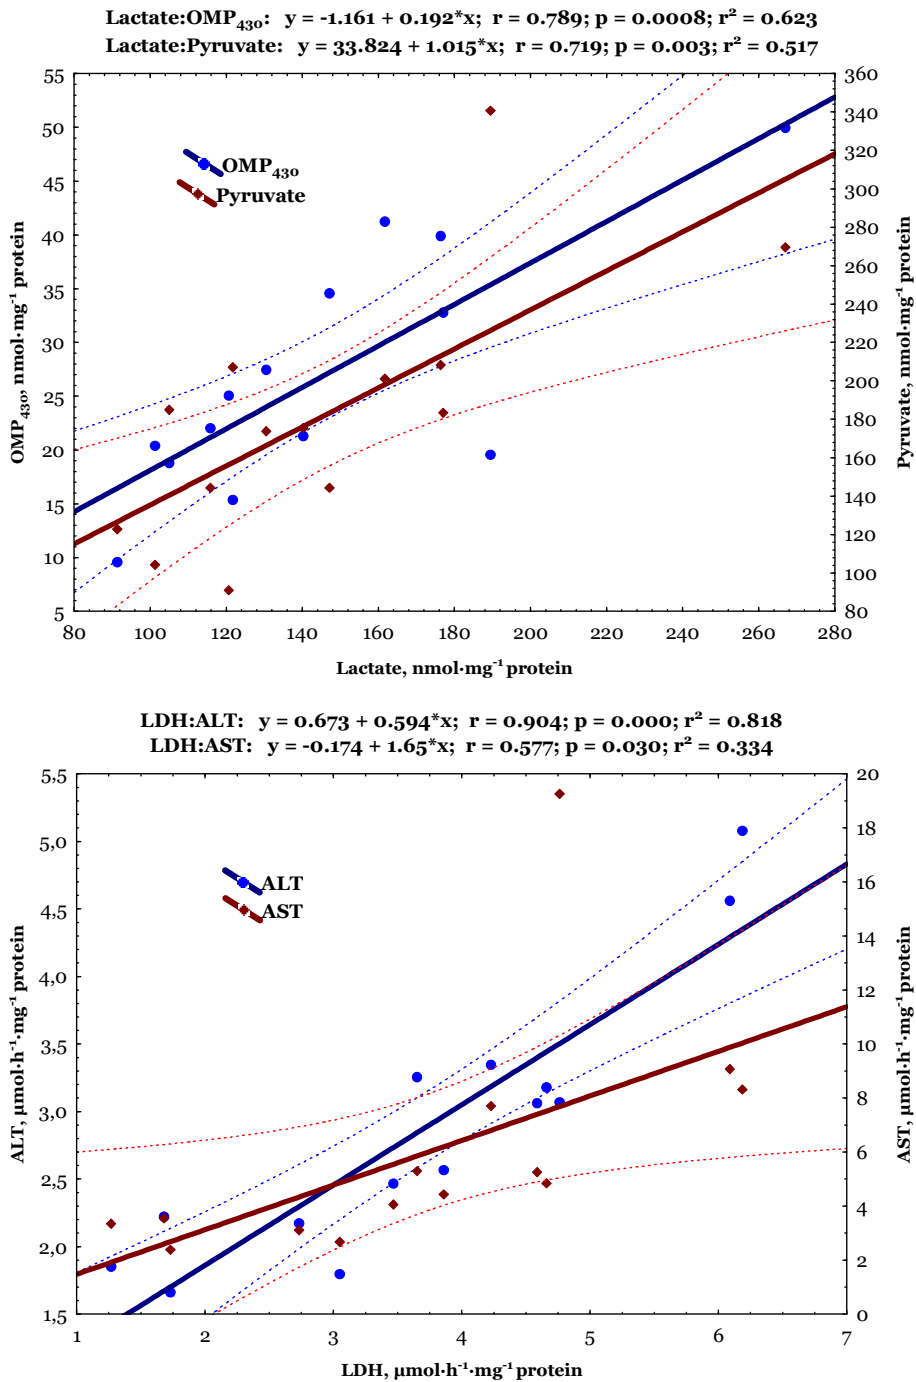 Lactate:OMP₄₃₀: y = -1.161 + 0.192*x; r = 0.789; p = 0.0008; r² = 0.623
Lactate:Pyruvate: y = 33.824 + 1.015*x; r = 0.719; p = 0.003; r² = 0.517
55
50
45
40
35
30
25
20
15
10
5
OMP₄₃₀, nmol·mg⁻¹ protein
OMP₄₃₀
Pyruvate
360
340
320
300
280
260
240
220
200
180
160
140
120
100
80
Pyruvate, nmol·mg⁻¹ protein
80 100 120 140 160 180 200 220 240 260 280
Lactate, nmol·mg⁻¹ protein
LDH:ALT: y = 0.673 + 0.594*x; r = 0.904; p = 0.000; r² = 0.818
LDH:AST: y = -0.174 + 1.65*x; r = 0.577; p = 0.030; r² = 0.334
5.5
5.0
4.5
4.0
3.5
3.0
2.5
2.0
1.5
ALT, µmol·h⁻¹·mg⁻¹ protein
ALT
AST
20
18
16
14
12
10
8
6
4
2
0
AST, µmol·h⁻¹·mg⁻¹ protein
1 2 3 4 5 6 7
LDH, µmol·h⁻¹·mg⁻¹ protein